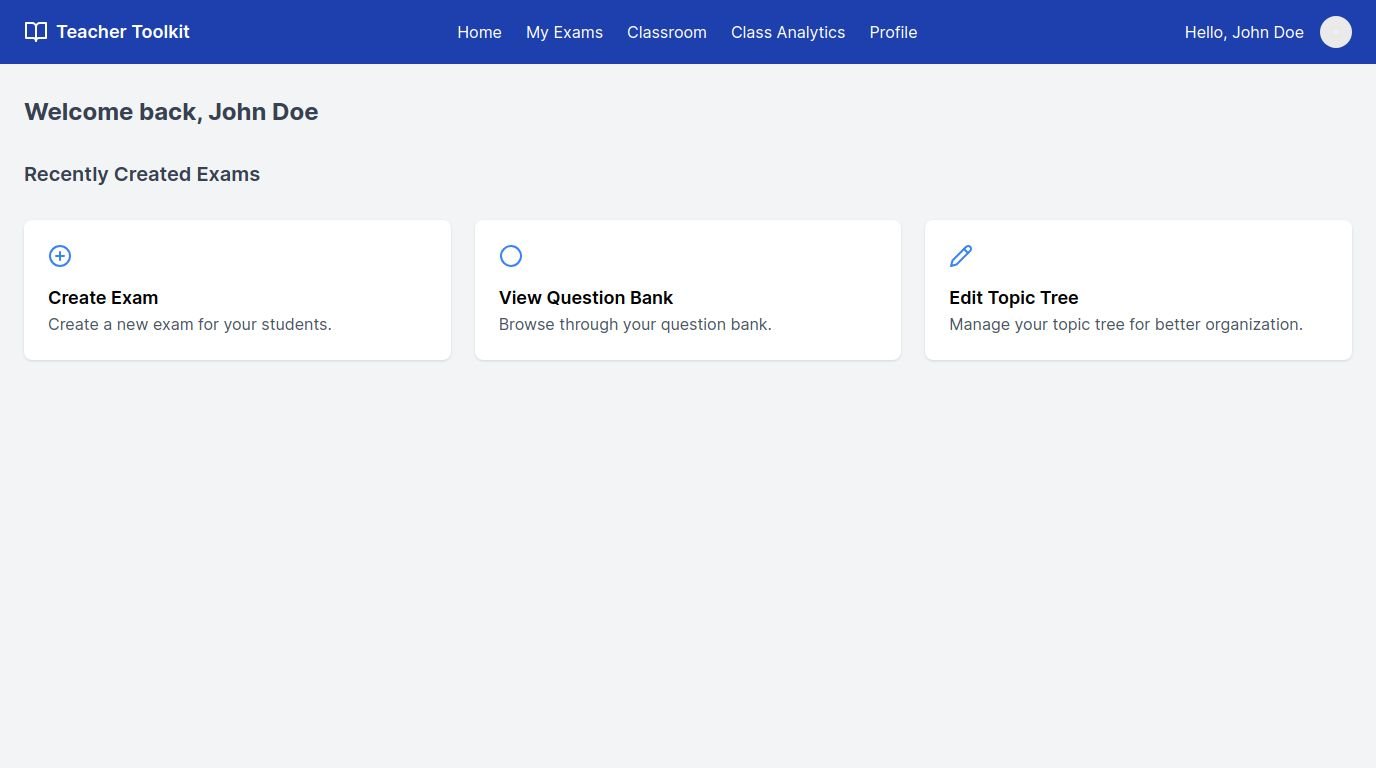 Teacher Toolkit
Home
My Exams
Classroom
Class Analytics
Profile
Hello, John Doe
Welcome back, John Doe
Recently Created Exams
Create Exam
Create a new exam for your students.
View Question Bank
Browse through your question bank.
Edit Topic Tree
Manage your topic tree for better organization.